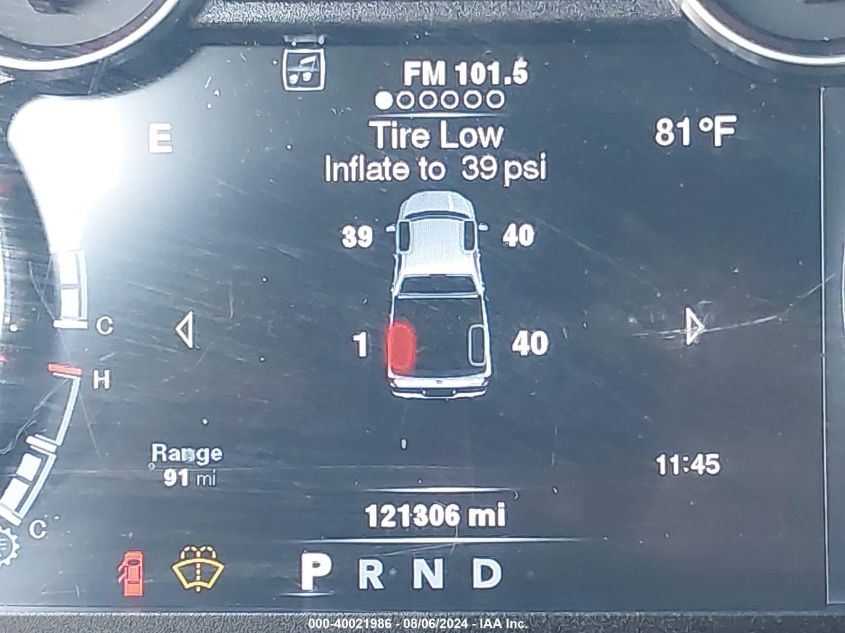 FM 101.5
E
Tire Low
81°F
Inflate to 39 psi
39 40
C
1 40
H
Range
91 mi
11:45
121306 mi
C
P R N D
000-40021986 - 08/06/2024 - IAA Inc.